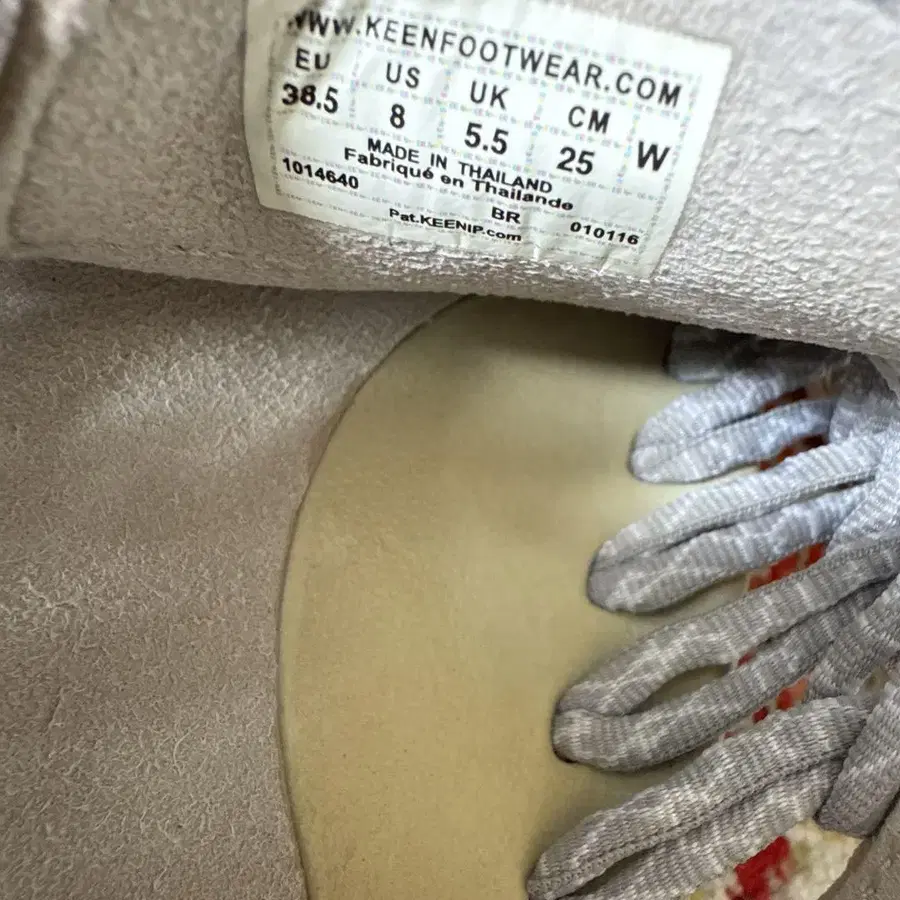 WWW.KEENFOOTWEAR.COM
EU US UK CM
38.5 8 5.5 25 W
MADE IN THAILAND
Fabriqué en Thaïlande
1014640 BR 010116
Pat.KEENIP.com